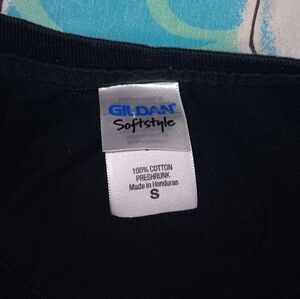 GILDAN
Softstyle
100% COTTON
PRESHRUNK
Made in Honduras
S